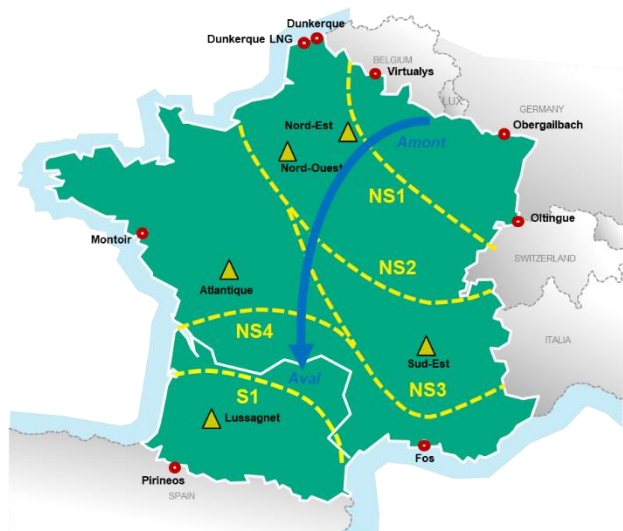 Dunkerque
Dunkerque LNG
BELGIUM
Virtualys
LUX
GERMANY
Nord-Est
Amont
Obergailbach
Nord-Ouest
NS1
Oltingue
Montoir
SWITZERLAND
NS2
Atlantique
NS4
ITALIA
Sud-Est
Aval
NS3
S1
Lussagnet
Fos
Pirineos
SPAIN